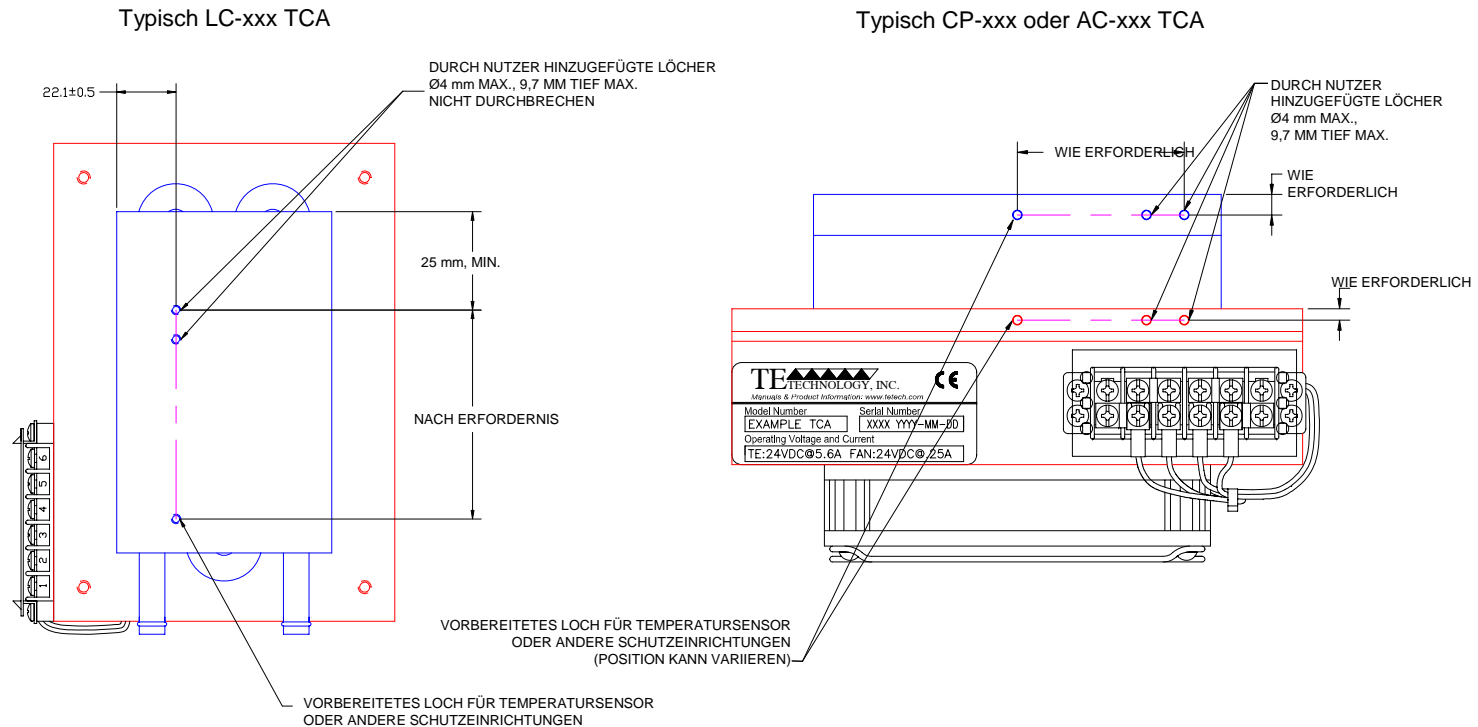 Typisch LC-xxx TCA
22.1±0.5
DURCH NUTZER HINZUGEFÜGTE LÖCHER
Ø4 mm MAX., 9,7 MM TIEF MAX.
NICHT DURCHBRECHEN
25 mm, MIN.
NACH ERFORDERNIS
6
5
4
3
2
1
VORBEREITETES LOCH FÜR TEMPERATURSENSOR
ODER ANDERE SCHUTZEINRICHTUNGEN
Typisch CP-xxx oder AC-xxx TCA
DURCH NUTZER
HINZUGEFÜGTE LÖCHER
Ø4 mm MAX.,
9,7 MM TIEF MAX.
WIE ERFORDERLICH
WIE
ERFORDERLICH
WIE ERFORDERLICH
TE TECHNOLOGY, INC.
CE
Manuals & Product Information: www.tetech.com
Model Number Serial Number
EXAMPLE TCA XXXX YYYY-MM-DD
Operating Voltage and Current
TE:24VDC@5.6A FAN:24VDC@.25A
VORBEREITETES LOCH FÜR TEMPERATURSENSOR
ODER ANDERE SCHUTZEINRICHTUNGEN
(POSITION KANN VARIIEREN)